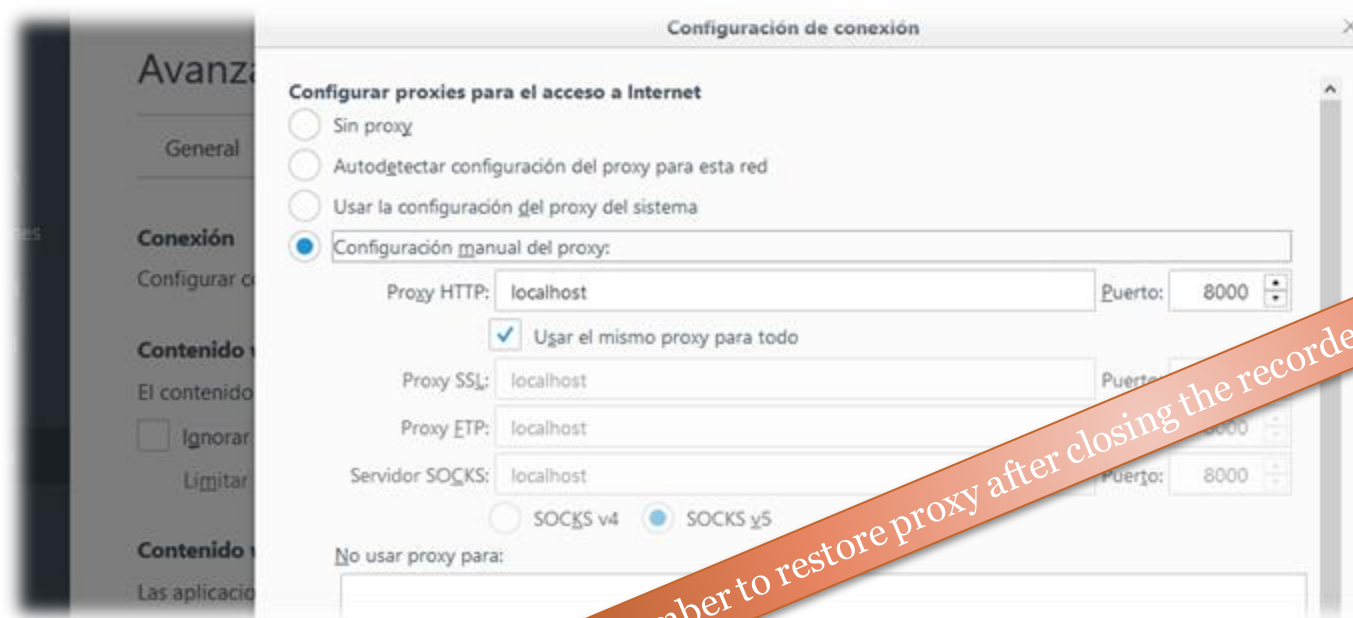 Configuración de conexión
Avanza
Configurar proxies para el acceso a Internet
Sin proxy
General
Autodetectar configuración del proxy para esta red
Usar la configuración del proxy del sistema
Conexión
Configuración manual del proxy:
Configurar co
Proxy HTTP: localhost Puerto: 8000
Usar el mismo proxy para todo
Contenido
Proxy SSL: localhost Puerto:
El contenido
Proxy FTP: localhost 8000
Ignorar
Servidor SOCKS: localhost Puerto: 8000
Limitar
SOCKS v4 SOCKS v5
Contenido
No usar proxy para:
Las aplicacio
mber to restore proxy after closing the recorde